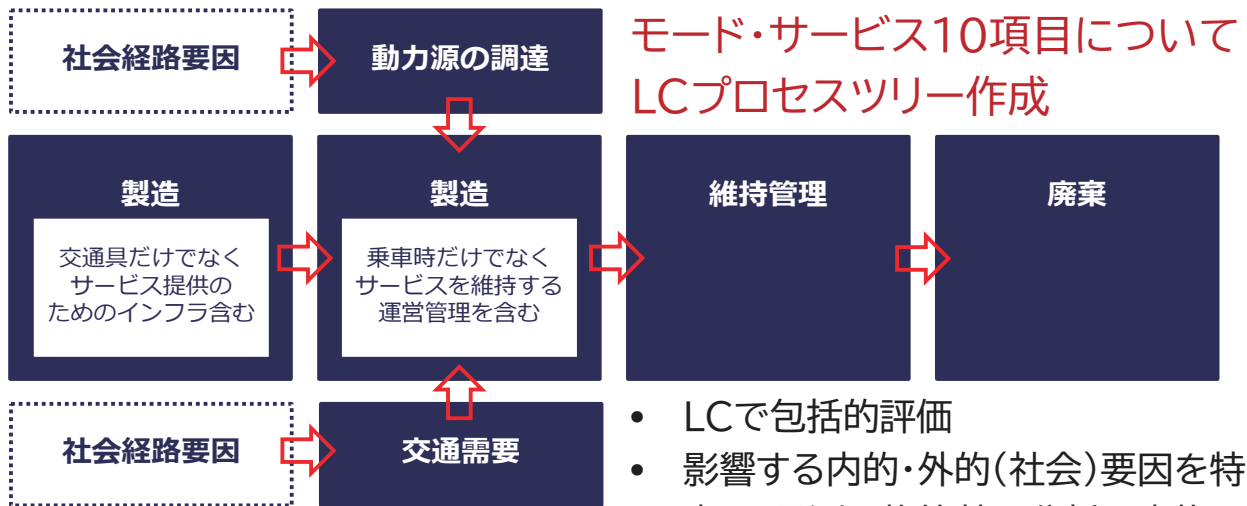 社会経路要因
動力源の調達
モード・サービス10項目について
LCプロセスツリー作成
製造
交通具だけでなく
サービス提供の
ためのインフラ含む
製造
乗車時だけでなく
サービスを維持する
運営管理を含む
維持管理
廃棄
社会経路要因
交通需要
• LCで包括的評価
• 影響する内的・外的(社会)要因を特